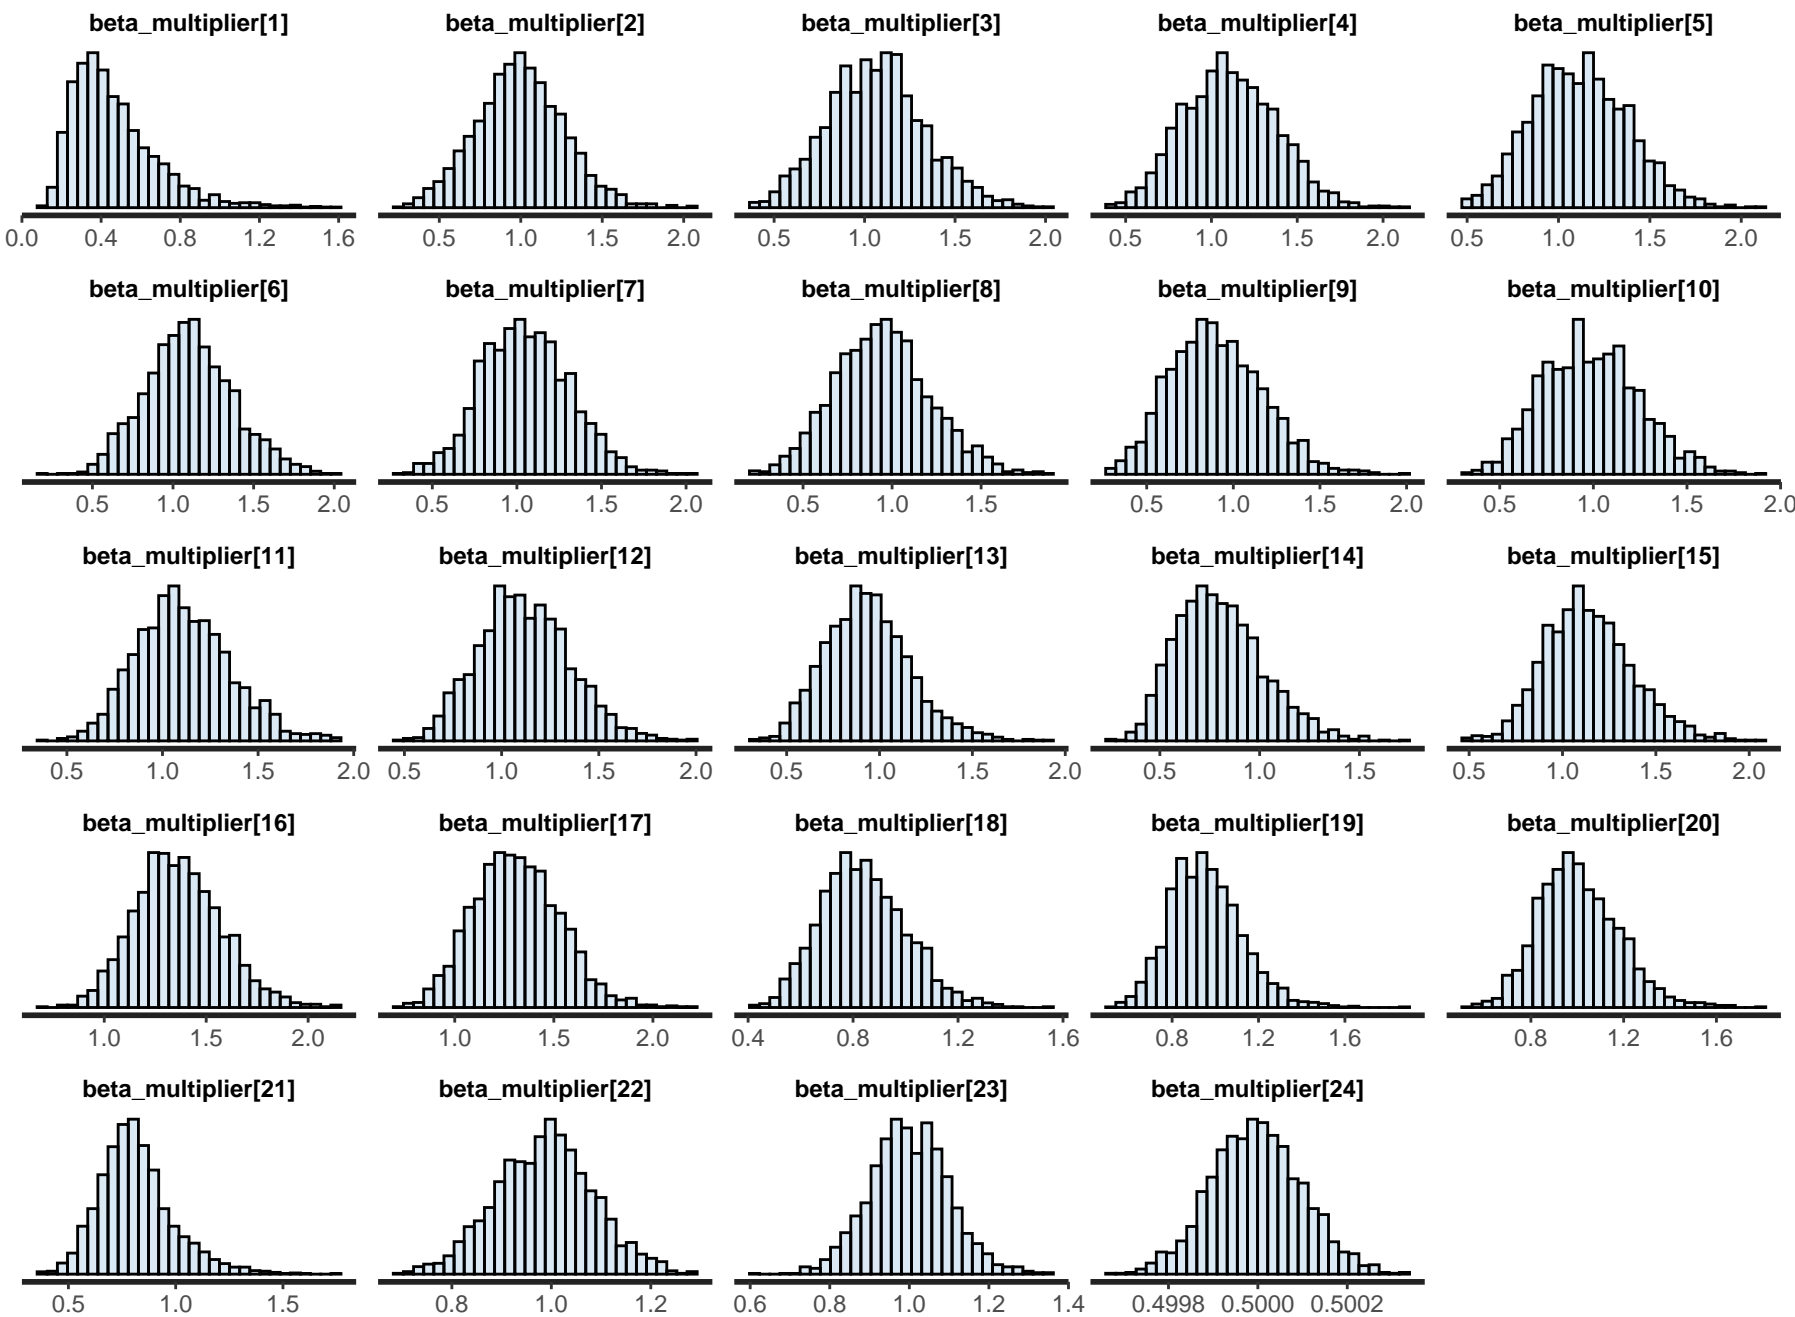 beta_multiplier[1] beta_multiplier[2] beta_multiplier[3] beta_multiplier[4] beta_multiplier[5]
0.0 0.4 0.8 1.2 1.6 0.5 1.0 1.5 2.0 0.5 1.0 1.5 2.0 0.5 1.0 1.5 2.0 0.5 1.0 1.5 2.0
beta_multiplier[6] beta_multiplier[7] beta_multiplier[8] beta_multiplier[9] beta_multiplier[10]
0.5 1.0 1.5 2.0 0.5 1.0 1.5 2.0 0.5 1.0 1.5 0.5 1.0 1.5 2.0 0.5 1.0 1.5 2.0
beta_multiplier[11] beta_multiplier[12] beta_multiplier[13] beta_multiplier[14] beta_multiplier[15]
0.5 1.0 1.5 2.0 0.5 1.0 1.5 2.0 0.5 1.0 1.5 2.0 0.5 1.0 1.5 0.5 1.0 1.5 2.0
beta_multiplier[16] beta_multiplier[17] beta_multiplier[18] beta_multiplier[19] beta_multiplier[20]
1.0 1.5 2.0 1.0 1.5 2.0 0.4 0.8 1.2 1.6 0.8 1.2 1.6 0.8 1.2 1.6
beta_multiplier[21] beta_multiplier[22] beta_multiplier[23] beta_multiplier[24]
0.5 1.0 1.5 0.8 1.0 1.2 0.6 0.8 1.0 1.2 1.4 0.4998 0.5000 0.5002